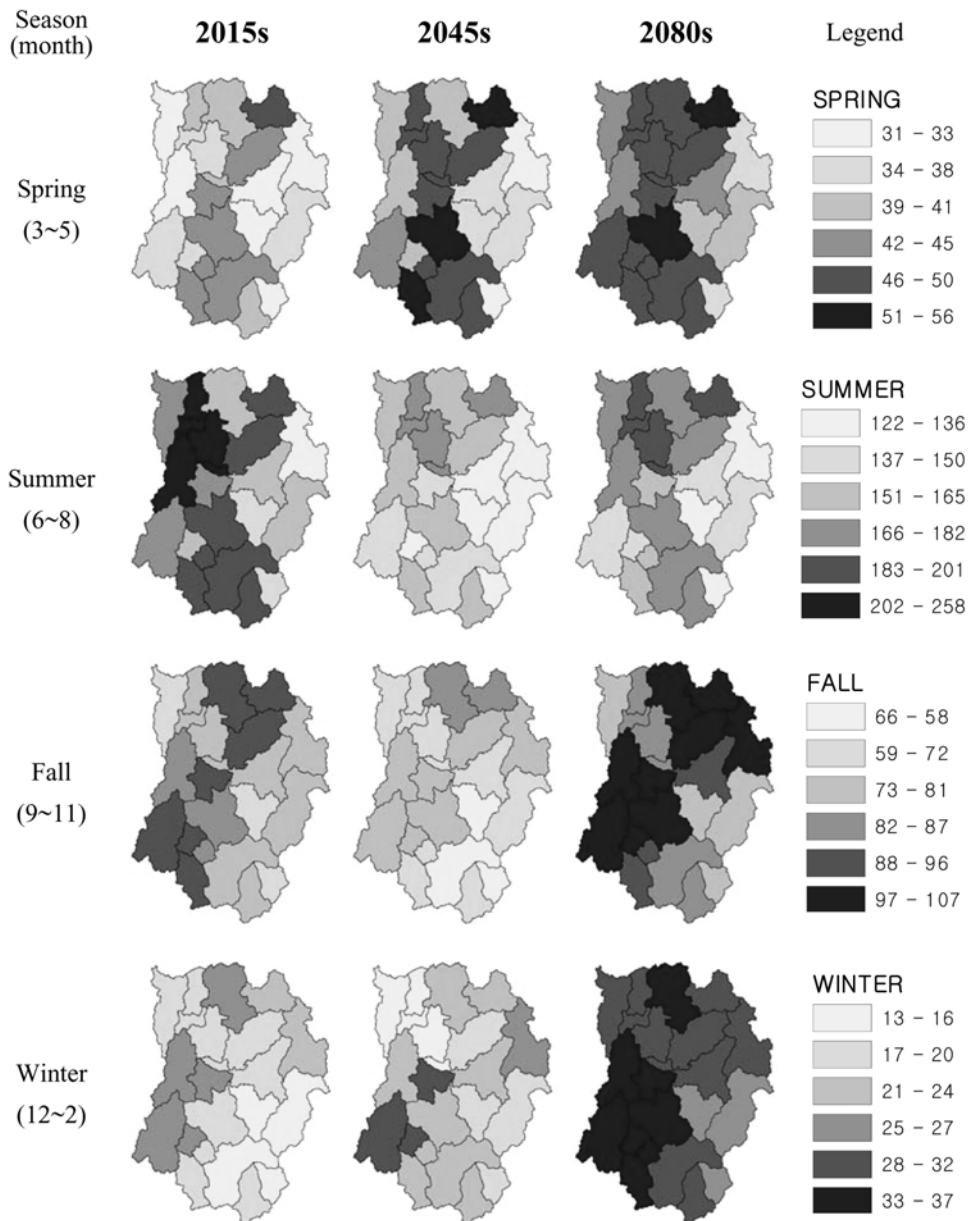 Season
(month)
2015s
2045s
2080s
Legend
Spring
(3~5)
SPRING
31 - 33
34 - 38
39 - 41
42 - 45
46 - 50
51 - 56
Summer
(6~8)
SUMMER
122 - 136
137 - 150
151 - 165
166 - 182
183 - 201
202 - 258
Fall
(9~11)
FALL
66 - 58
59 - 72
73 - 81
82 - 87
88 - 96
97 - 107
Winter
(12~2)
WINTER
13 - 16
17 - 20
21 - 24
25 - 27
28 - 32
33 - 37